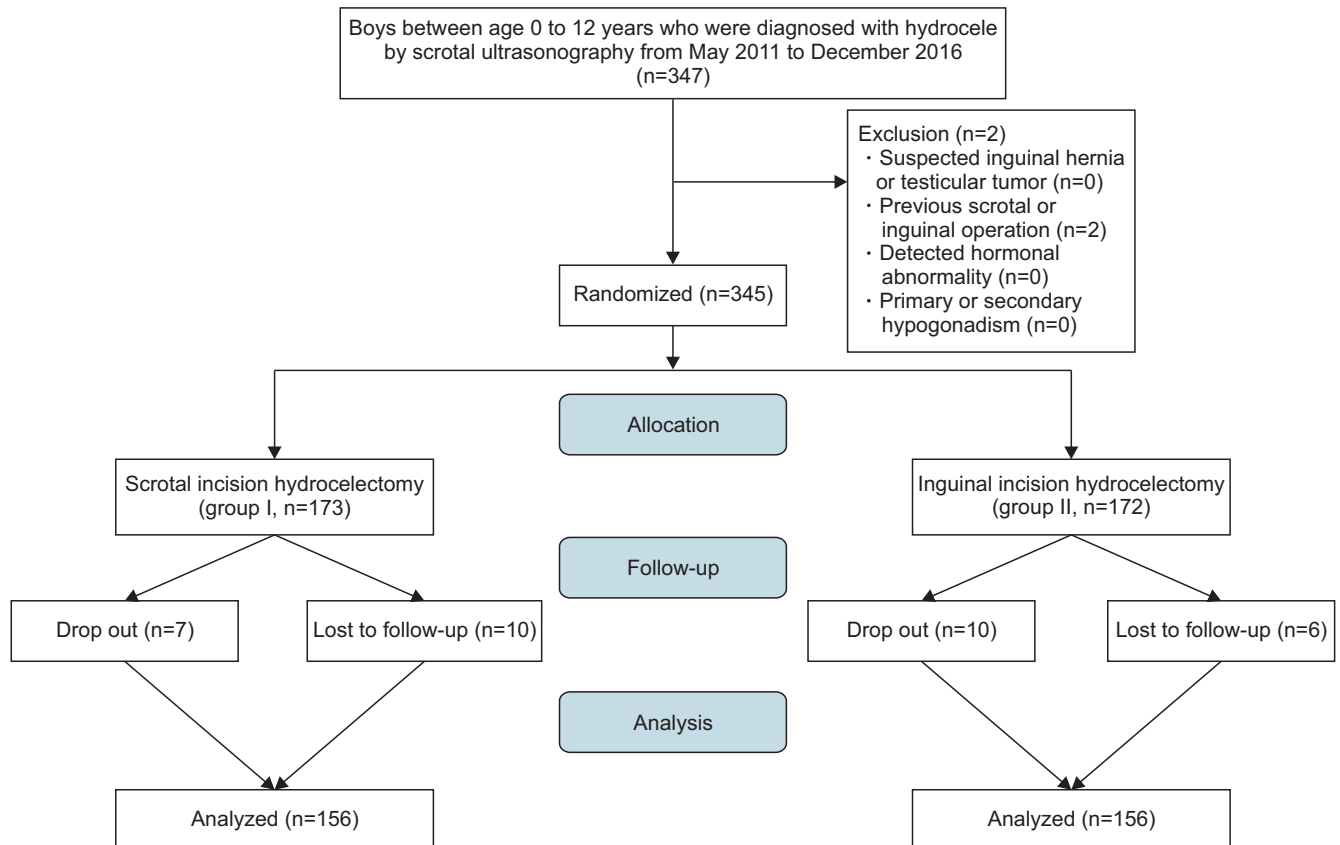 Boys between age 0 to 12 years who were diagnosed with hydrocele
by scrotal ultrasonography from May 2011 to December 2016
(n=347)
Exclusion (n=2)
· Suspected inguinal hernia
or testicular tumor (n=0)
· Previous scrotal or
inguinal operation (n=2)
· Detected hormonal
abnormality (n=0)
· Primary or secondary
hypogonadism (n=0)
Randomized (n=345)
Allocation
Scrotal incision hydrocelectomy
(group I, n=173)
Inguinal incision hydrocelectomy
(group II, n=172)
Follow-up
Drop out (n=7)
Lost to follow-up (n=10)
Drop out (n=10)
Lost to follow-up (n=6)
Analysis
Analyzed (n=156)
Analyzed (n=156)